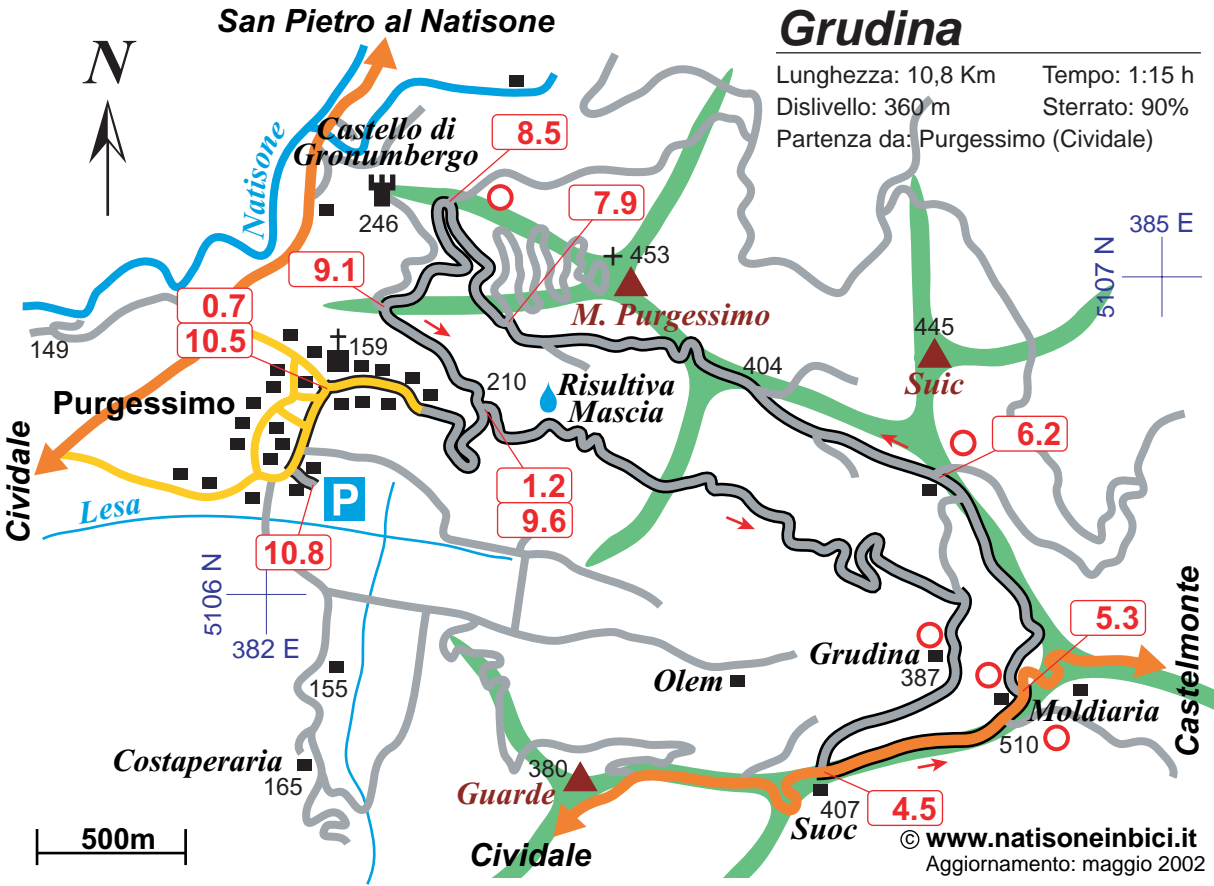 San Pietro al Natisone
Grudina
Lunghezza: 10,8 Km
Tempo: 1:15 h
Dislivello: 360 m
Sterrato: 90%
Partenza da: Purgessimo (Cividale)
N
Natisone
Castello di
Gronumbergo
246
8.5
7.9
453
M. Purgessimo
385 E
5107 N
9.1
0.7
10.5
149
159
210
Risultiva
Mascia
404
445
Suic
Purgessimo
Cividale
6.2
Lesa
P
1.2
9.6
10.8
5106 N
382 E
5.3
Castelmonte
Grudina
387
Olem
Moldiaria
510
155
Costaperaria
165
380
Guarde
4.5
407
Suoc
Cividale
500m
© www.natisoneinbici.it
Aggiornamento: maggio 2002